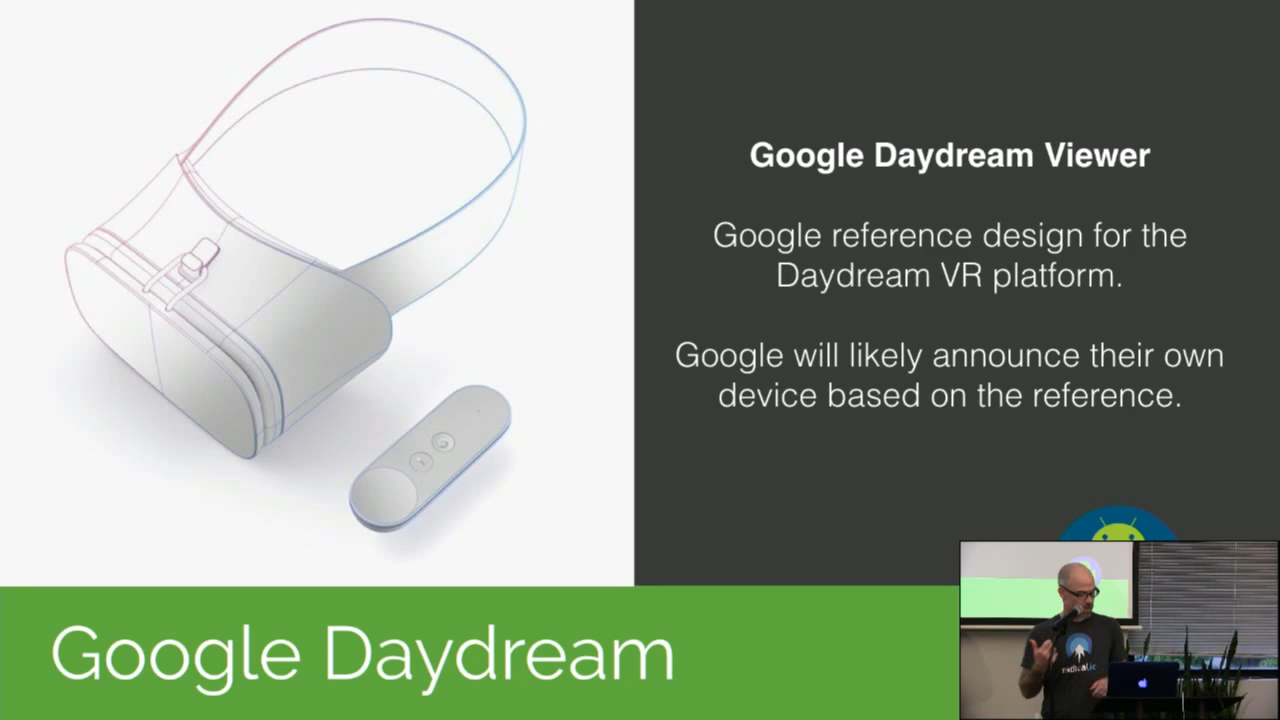 Google Daydream Viewer
Google reference design for the
Daydream VR platform.
Google will likely announce their own
device based on the reference.
Google Daydream